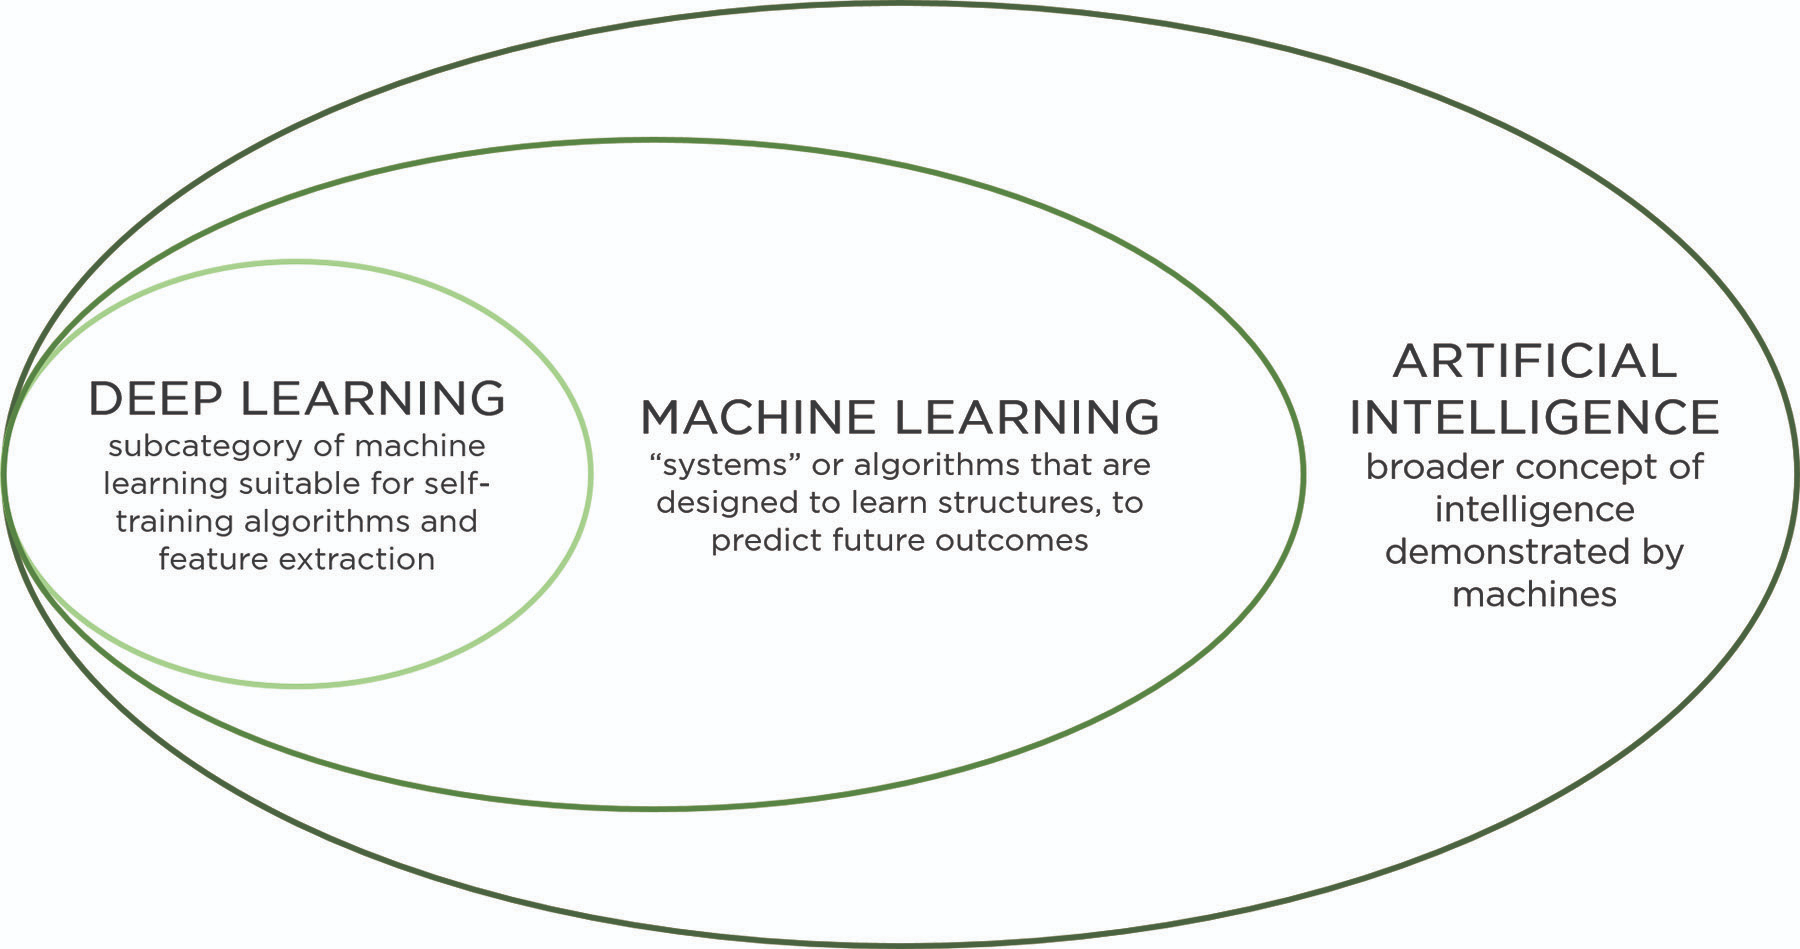 DEEP LEARNING
subcategory of machine
learning suitable for self-
training algorithms and
feature extraction
MACHINE LEARNING
“systems” or algorithms that are
designed to learn structures, to
predict future outcomes
ARTIFICIAL
INTELLIGENCE
broader concept of
intelligence
demonstrated by
machines